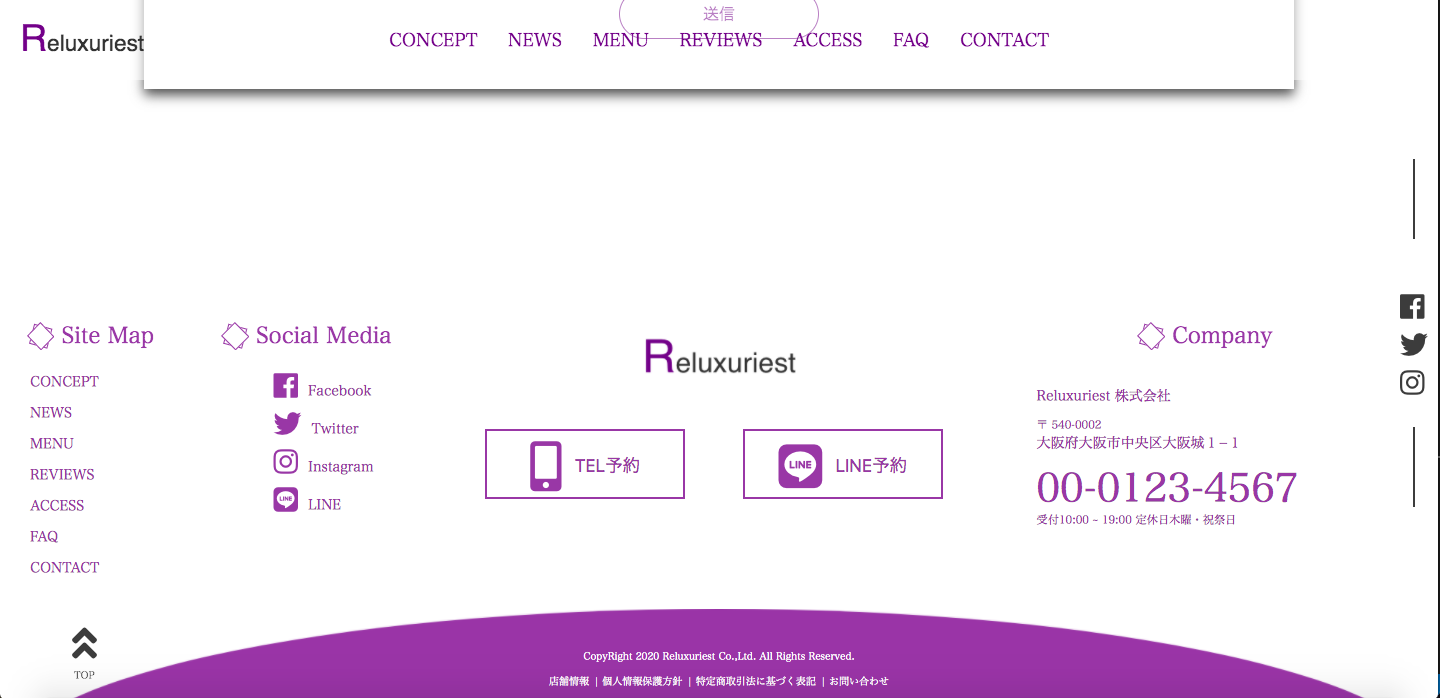 送信
Reluxuriest
CONCEPT NEWS MENU REVIEWS ACCESS FAQ CONTACT
Site Map
CONCEPT
NEWS
MENU
REVIEWS
ACCESS
FAQ
CONTACT
Social Media
Facebook
Twitter
Instagram
LINE LINE
Reluxuriest
TEL予約
LINE LINE予約
Company
Reluxuriest 株式会社
〒 540-0002
大阪府大阪市中央区大阪城１−１
00-0123-4567
受付10:00 ~ 19:00 定休日木曜・祝祭日
TOP
CopyRight 2020 Reluxuriest Co.,Ltd. All Rights Reserved.
店舗情報 | 個人情報保護方針 | 特定商取引法に基づく表記 | お問い合わせ